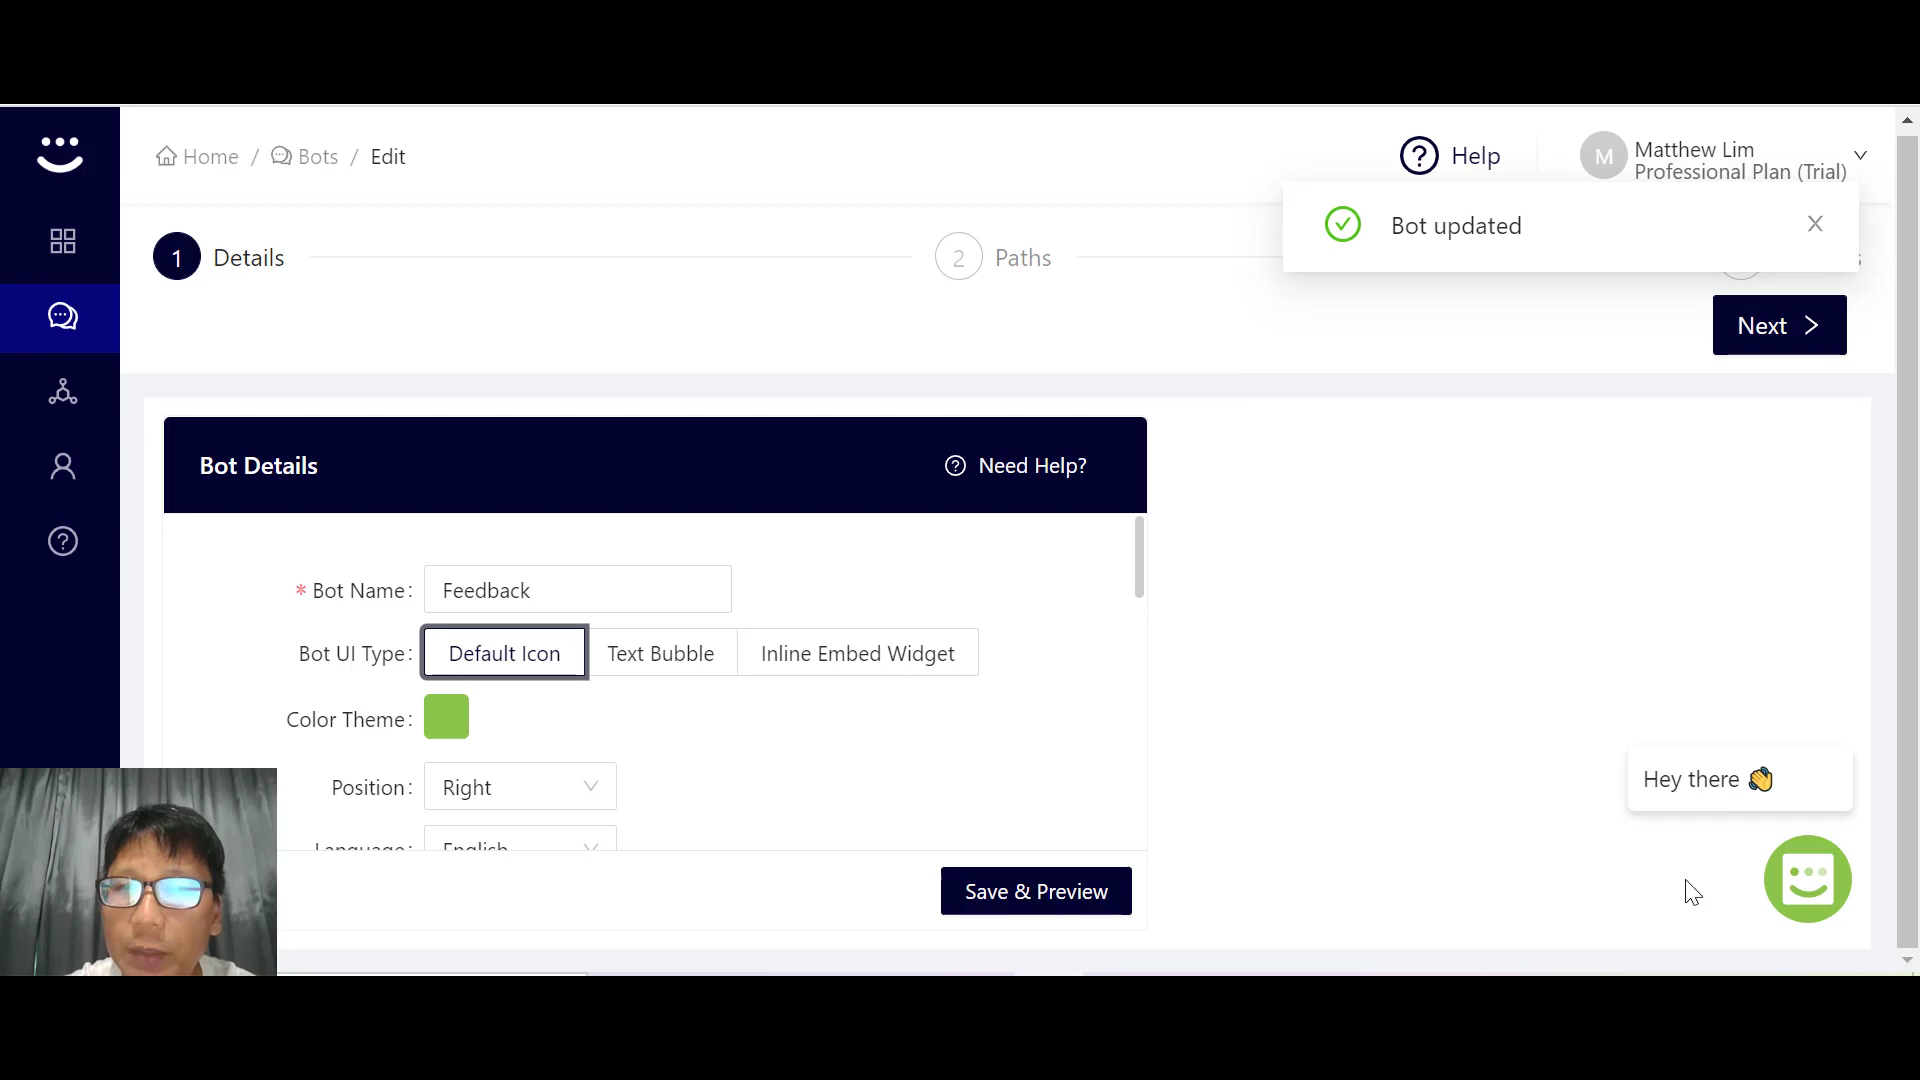 Home / Bots / Edit
Help
M
Matthew Lim
Professional Plan (Trial)
Bot updated
1 Details
2 Paths
Next
Bot Details
Need Help?
* Bot Name: Feedback
Bot UI Type: Default Icon Text Bubble Inline Embed Widget
Color Theme:
Position: Right
Language: English
Hey there 👋
Save & Preview